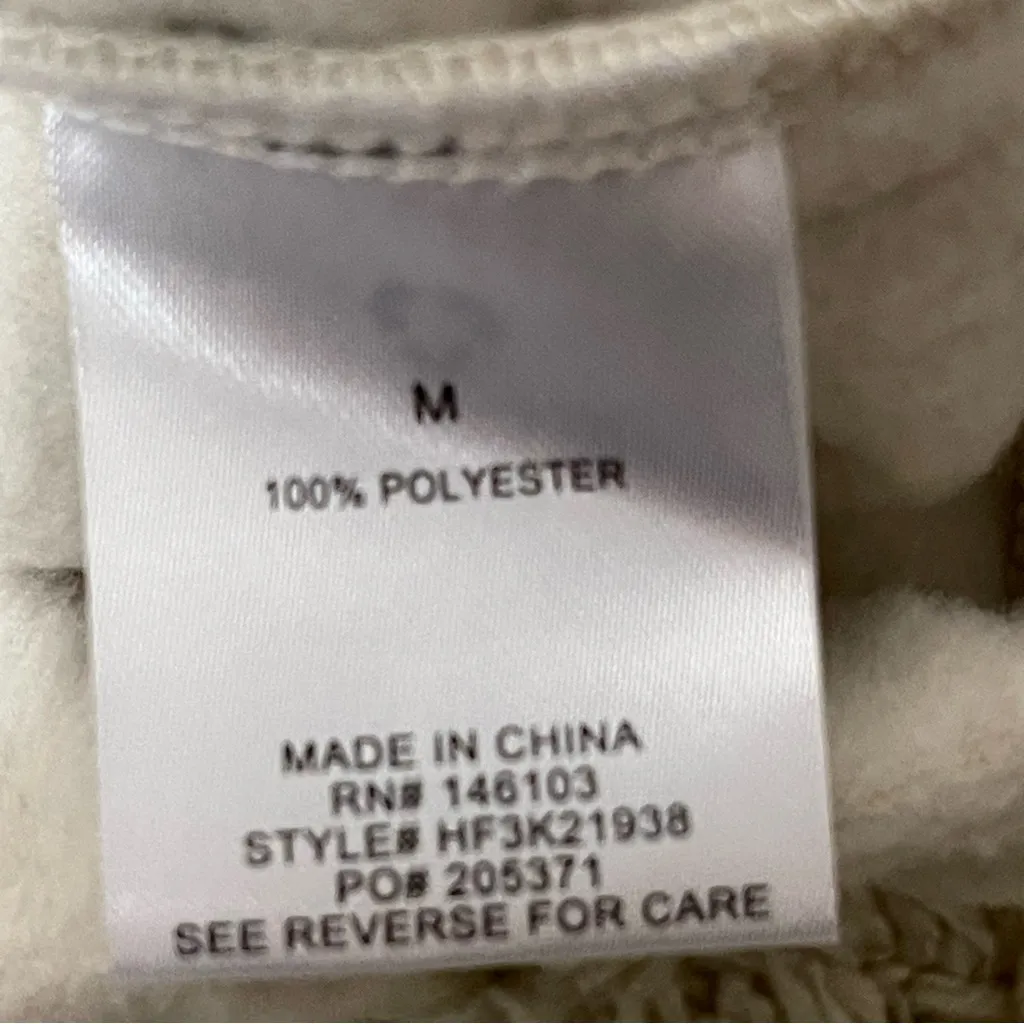 M
100% POLYESTER
MADE IN CHINA
RN# 146103
STYLE# HF3K21938
PO# 205371
SEE REVERSE FOR CARE